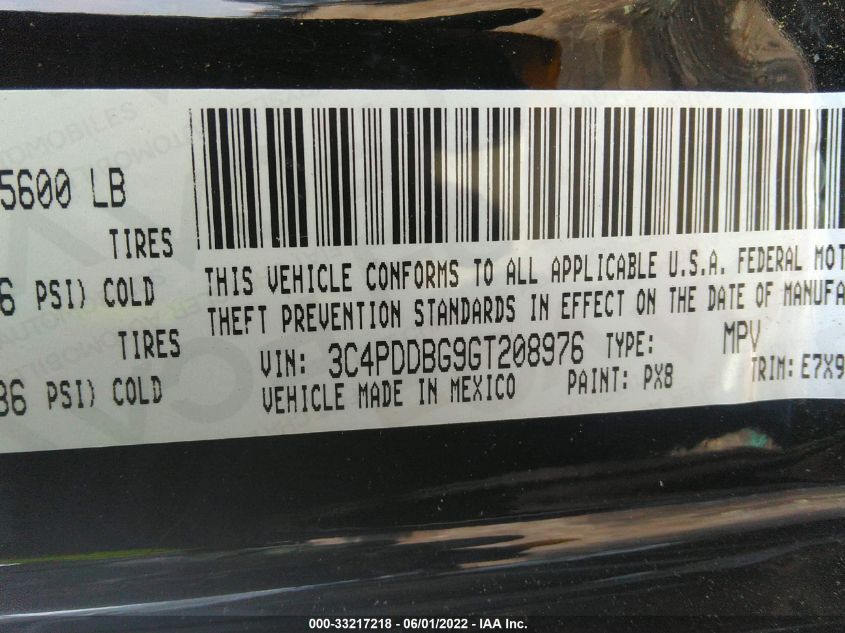 5600 LB
TIRES
6 PSI) COLD
TIRES
36 PSI) COLD
THIS VEHICLE CONFORMS TO ALL APPLICABLE U.S.A. FEDERAL MOT
THEFT PREVENTION STANDARDS IN EFFECT ON THE DATE OF MANUFA
VIN: 3C4PDDBG9GT208976 TYPE: MPV
VEHICLE MADE IN MEXICO PAINT: PX8 TRIM: E7X9
000-33217218 - 06/01/2022 - IAA Inc.